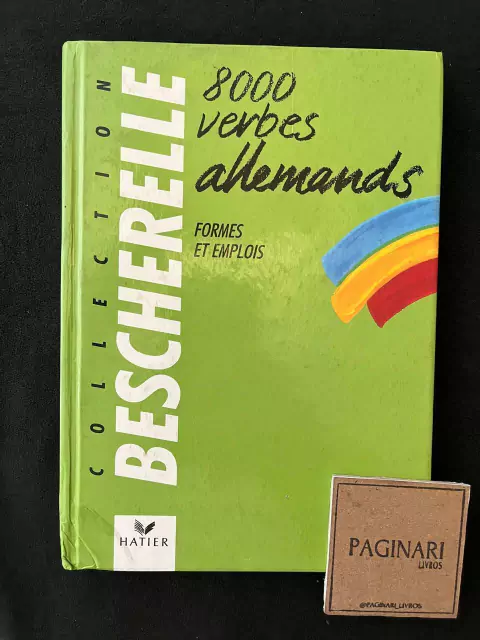 COLLECTION
BESCHERELLE
8000
verbes
allemands
FORMES
ET EMPLOIS
HATIER
PAGINARI
LIVROS
@PAGINARI_LIVROS